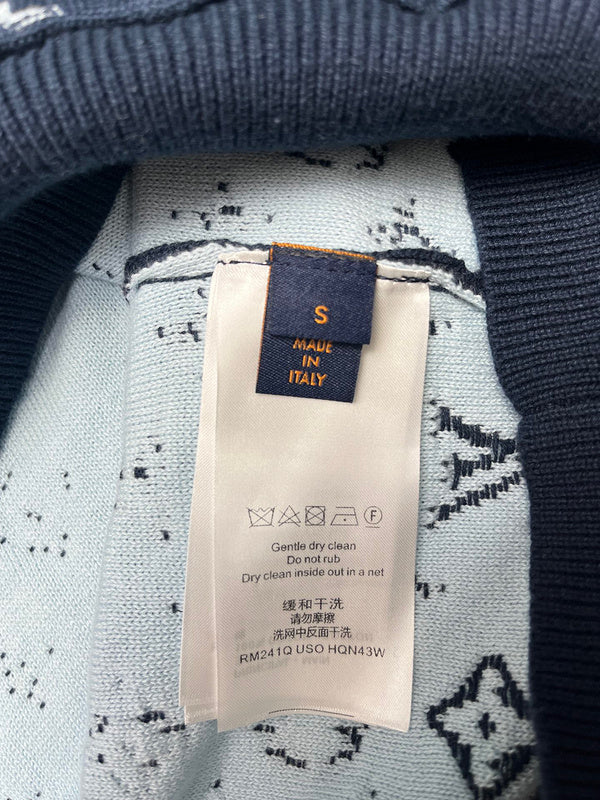 S
MADE
IN
ITALY
F
Gentle dry clean
Do not rub
Dry clean inside out in a net
缓和干洗
请勿摩擦
洗网中反面干洗
RM241Q USO HQN43W